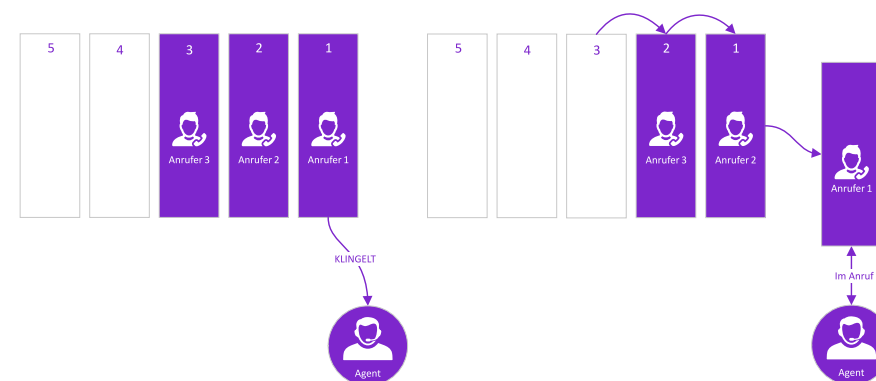 5
4
3
2
1
Anrufer 3
Anrufer 2
Anrufer 1
KLINGELT
Agent
5
4
3
2
1
Anrufer 3
Anrufer 2
Anrufer 1
Im Anruf
Agent